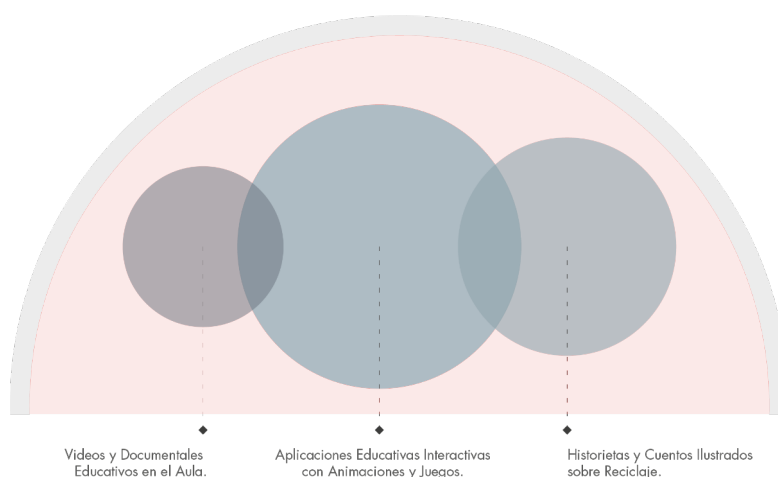 Videos y Documentales
Educativos en el Aula.
Aplicaciones Educativas Interactivas
con Animaciones y Juegos.
Historietas y Cuentos Ilustrados
sobre Reciclaje.